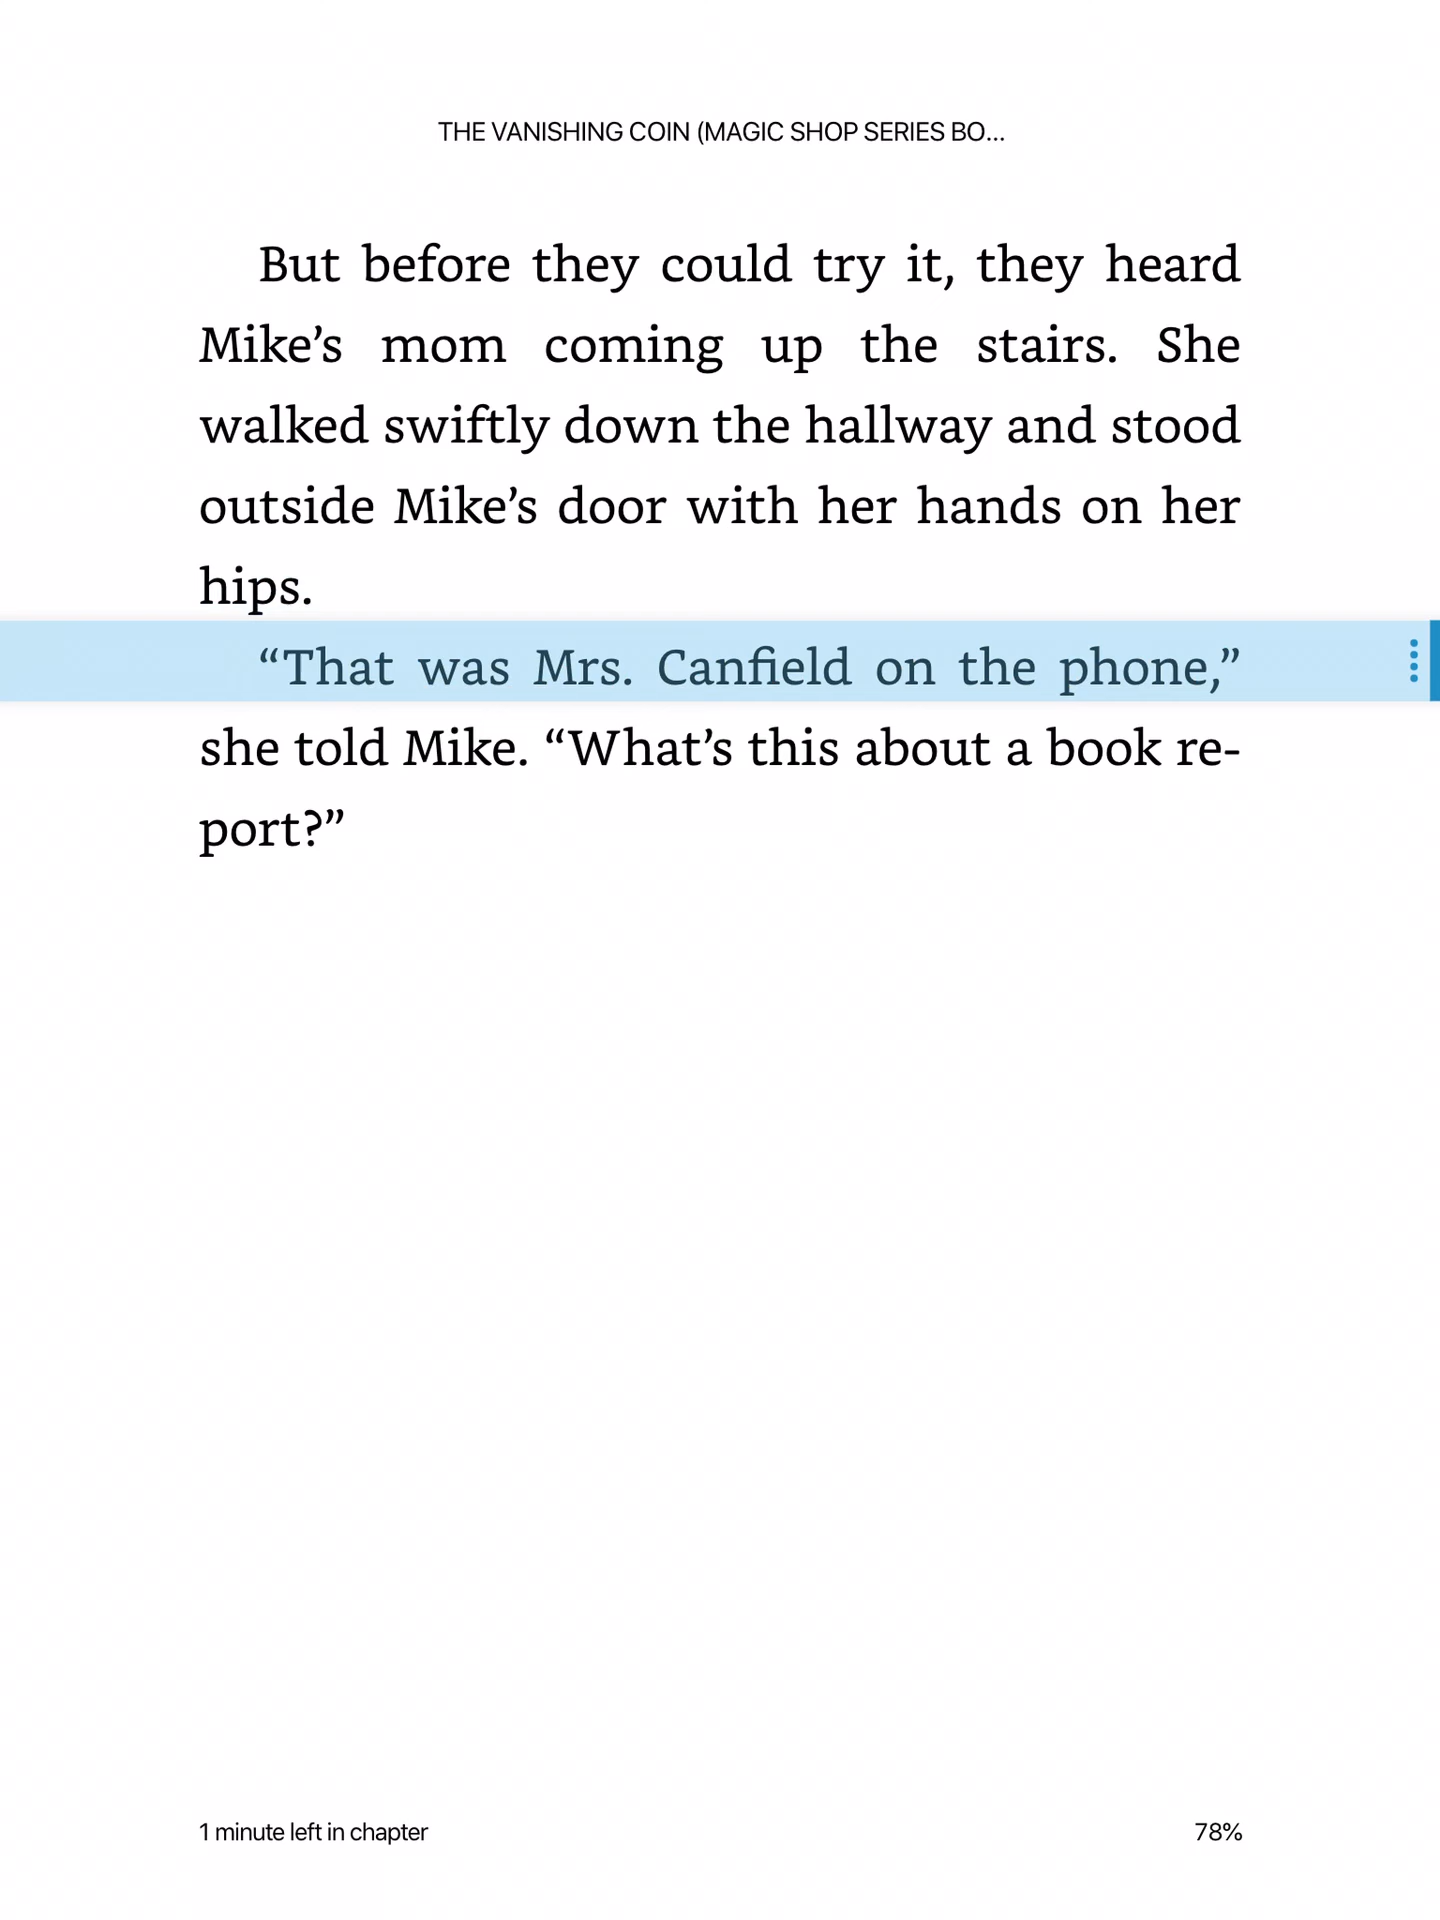 THE VANISHING COIN (MAGIC SHOP SERIES BO...
But before they could try it, they heard
Mike’s mom coming up the stairs. She
walked swiftly down the hallway and stood
outside Mike’s door with her hands on her
hips.
“That was Mrs. Canfield on the phone,”
she told Mike. “What’s this about a book re-
port?”
1 minute left in chapter
78%